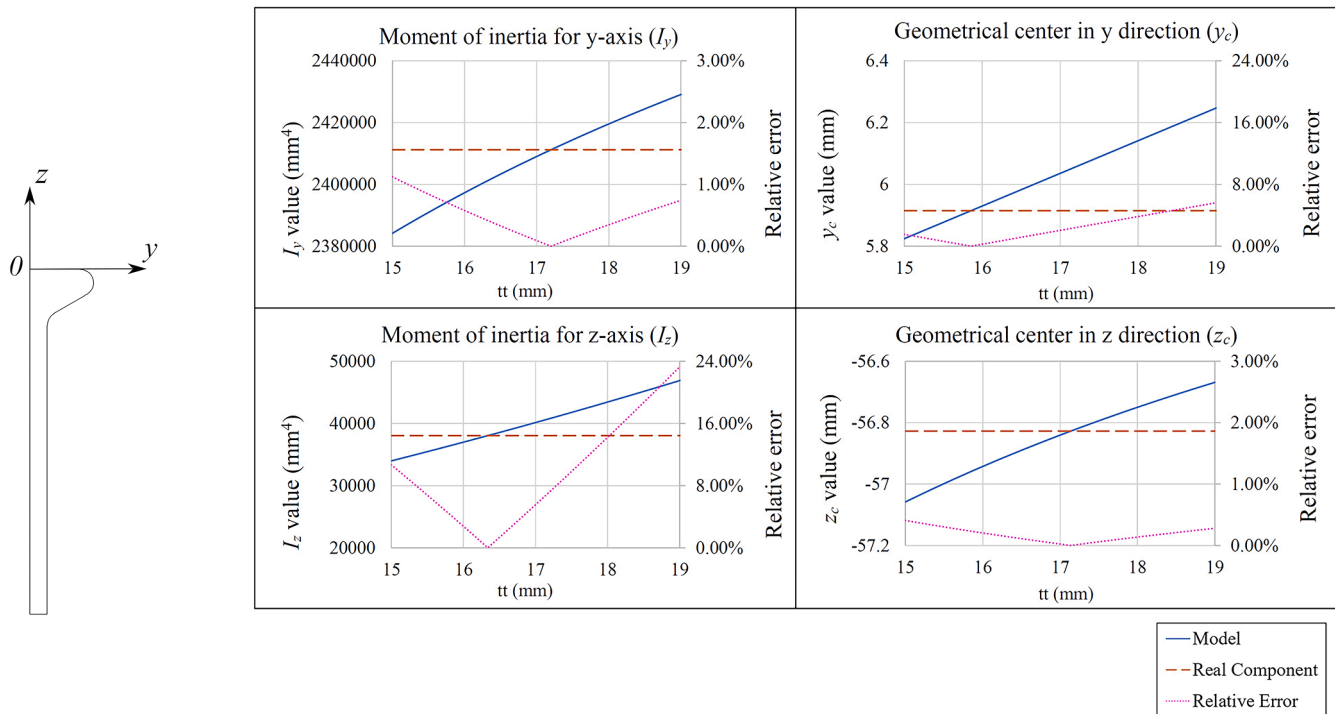 z
y
0
Moment of inertia for y-axis (Iy)
2440000
2420000
2400000
2380000
Iy value (mm⁴)
3.00%
2.00%
1.00%
0.00%
Relative error
15 16 17 18 19
tt (mm)
Geometrical center in y direction (yc)
6.4
6.2
6
5.8
yc value (mm)
24.00%
16.00%
8.00%
0.00%
Relative error
15 16 17 18 19
tt (mm)
Moment of inertia for z-axis (Iz)
50000
40000
30000
20000
Iz value (mm⁴)
24.00%
16.00%
8.00%
0.00%
Relative error
15 16 17 18 19
tt (mm)
Geometrical center in z direction (zc)
-56.6
-56.8
-57
-57.2
zc value (mm)
3.00%
2.00%
1.00%
0.00%
Relative error
15 16 17 18 19
tt (mm)
Model
Real Component
Relative Error